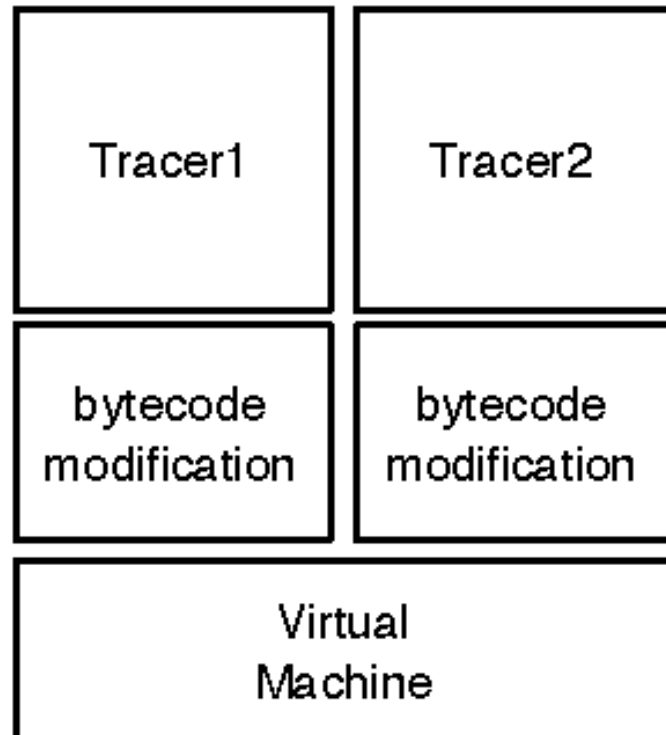 Tracer1
Tracer2
bytecode
modification
bytecode
modification
Virtual
Machine